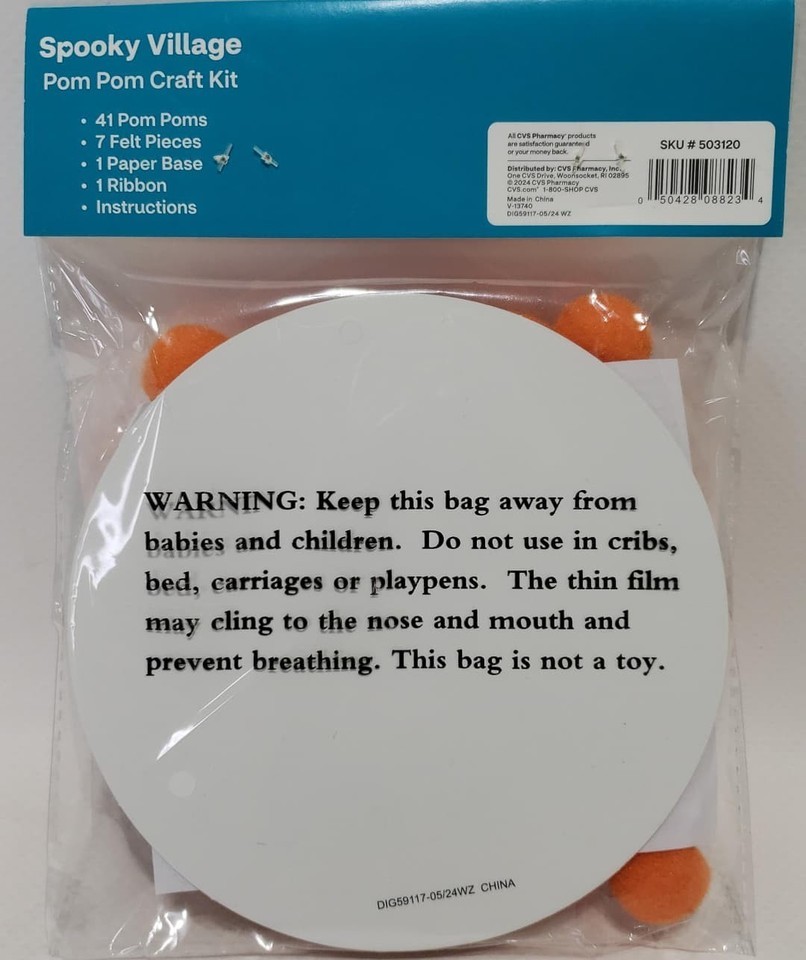 Spooky Village
Pom Pom Craft Kit
• 41 Pom Poms
• 7 Felt Pieces
• 1 Paper Base
• 1 Ribbon
• Instructions
All CVS Pharmacy® products
are satisfaction guaranteed
or your money back.
Distributed by: CVS Pharmacy, Inc.
One CVS Drive, Woonsocket, RI 02895
© 2024 CVS Pharmacy
CVS.com® 1-800-SHOP CVS
Made in China
V-13740
DIG59117-05/24 WZ
SKU # 503120
0 50428 08823 4
WARNING: Keep this bag away from
babies and children. Do not use in cribs,
bed, carriages or playpens. The thin film
may cling to the nose and mouth and
prevent breathing. This bag is not a toy.
DIG59117-05/24WZ CHINA